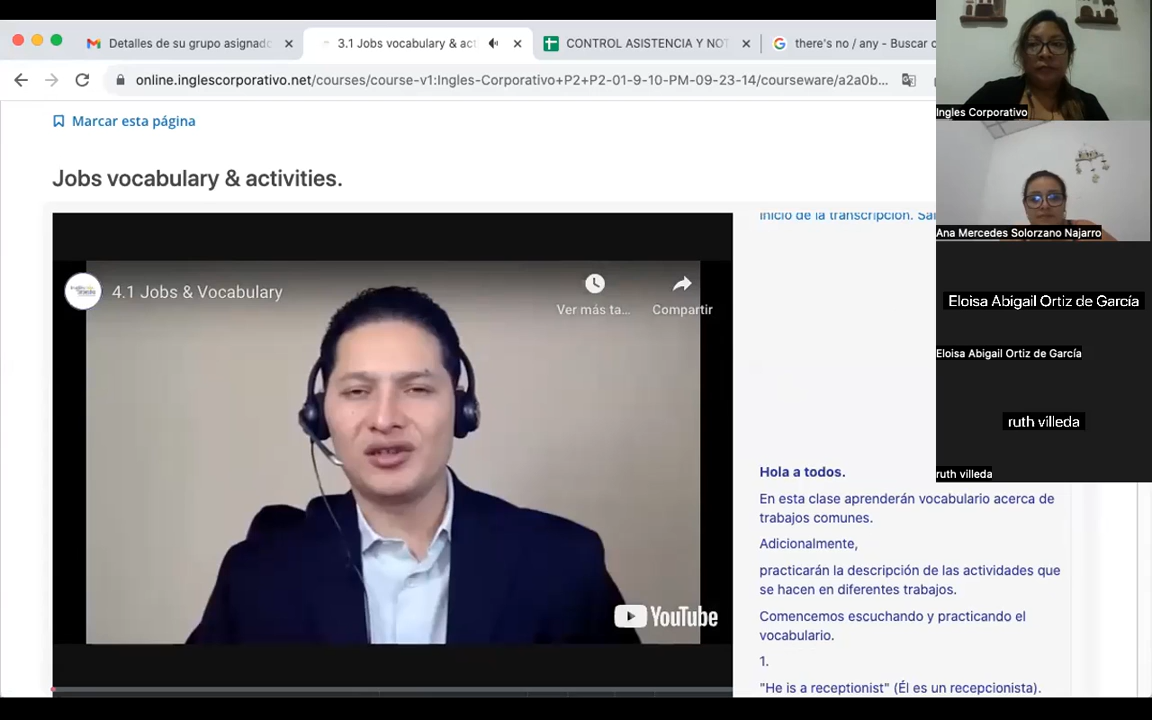 Detalles de su grupo asignado
3.1 Jobs vocabulary & act
CONTROL ASISTENCIA Y NOT
there's no / any - Buscar c
online.inglescorporativo.net/courses/course-v1:Ingles-Corporativo+P2+P2-01-9-10-PM-09-23-14/courseware/a2a0b...
Marcar esta página
Jobs vocabulary & activities.
Inicio de la transcripción. Sal
4.1 Jobs & Vocabulary
Ver más ta...
Compartir
YouTube
Hola a todos.
En esta clase aprenderán vocabulario acerca de
trabajos comunes.
Adicionalmente,
practicarán la descripción de las actividades que
se hacen en diferentes trabajos.
Comencemos escuchando y practicando el
vocabulario.
1.
"He is a receptionist" (Él es un recepcionista).
Ingles Corporativo
Ana Mercedes Solorzano Najarro
Eloisa Abigail Ortiz de García
Eloisa Abigail Ortiz de García
ruth villeda
ruth villeda